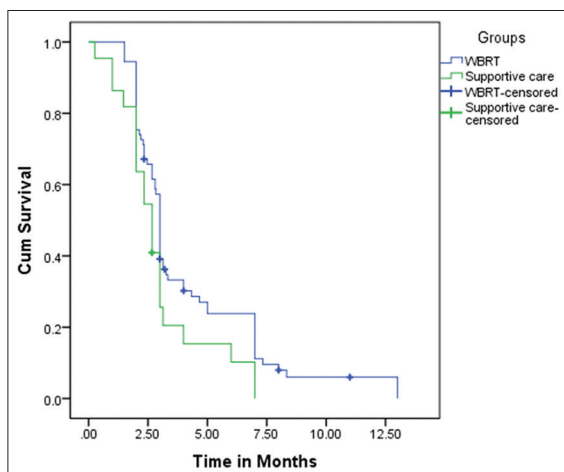 Groups
WBRT
Supportive care
WBRT-censored
Supportive care-
censored
1.0
0.8
0.6
0.4
0.2
0.0
Cum Survival
.00 2.50 5.00 7.50 10.00 12.50
Time in Months